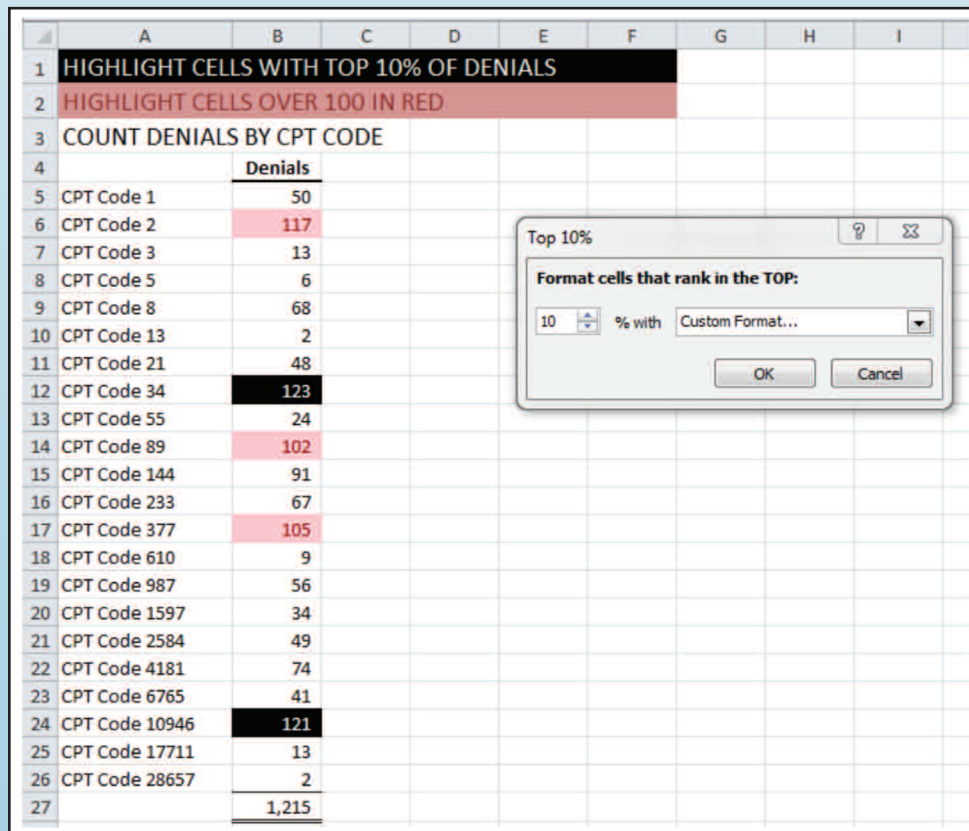 A B C D E F G H I
1 HIGHLIGHT CELLS WITH TOP 10% OF DENIALS
2 HIGHLIGHT CELLS OVER 100 IN RED
3 COUNT DENIALS BY CPT CODE
4 Denials
5 CPT Code 1 50
6 CPT Code 2 117
7 CPT Code 3 13
8 CPT Code 5 6
9 CPT Code 8 68
10 CPT Code 13 2
11 CPT Code 21 48
12 CPT Code 34 123
13 CPT Code 55 24
14 CPT Code 89 102
15 CPT Code 144 91
16 CPT Code 233 67
17 CPT Code 377 105
18 CPT Code 610 9
19 CPT Code 987 56
20 CPT Code 1597 34
21 CPT Code 2584 49
22 CPT Code 4181 74
23 CPT Code 6765 41
24 CPT Code 10946 121
25 CPT Code 17711 13
26 CPT Code 28657 2
27 1,215
Top 10% ?
Format cells that rank in the TOP:
10 % with Custom Format...
OK Cancel